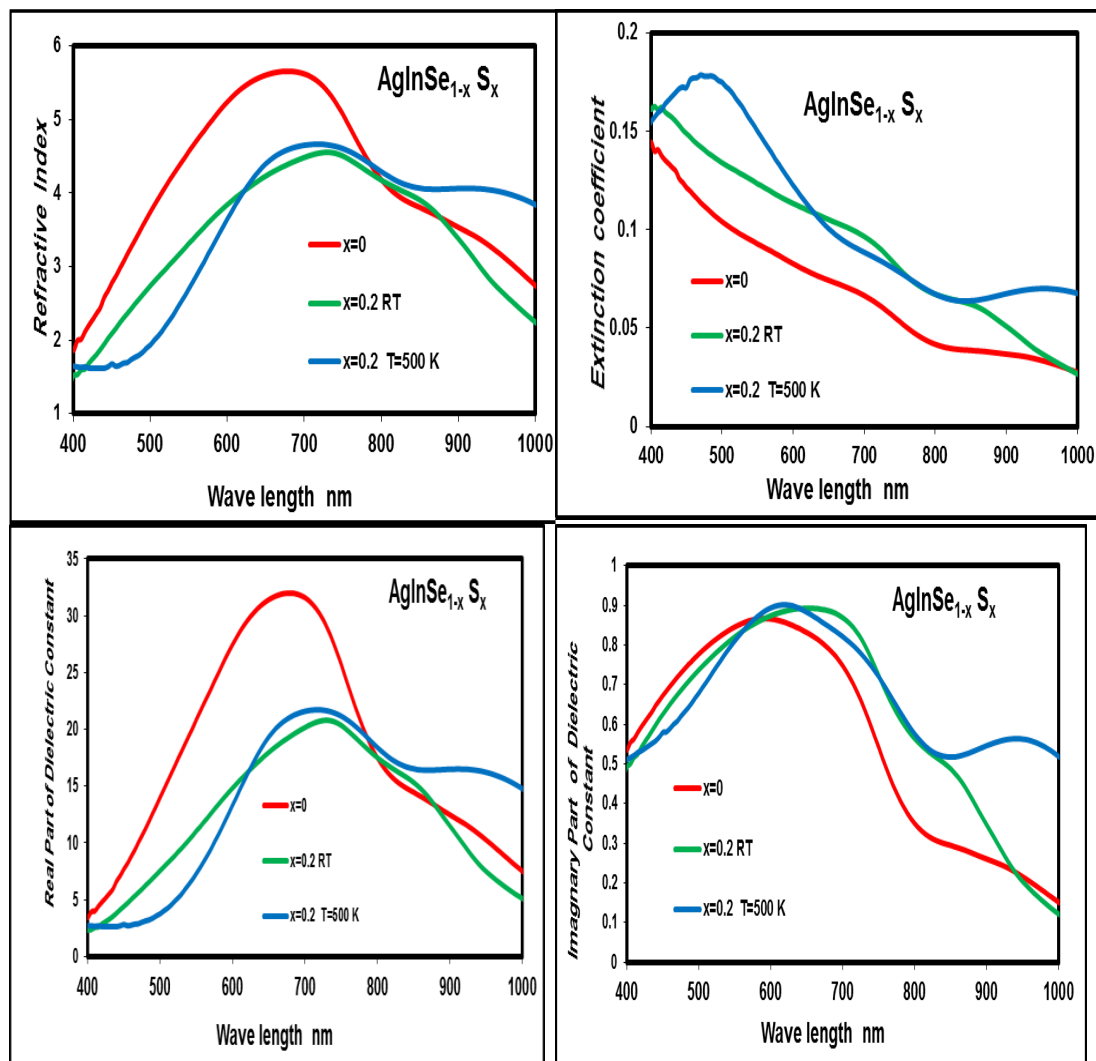 AgInSe1-x Sx
Refractive Index
6
5
4
3
2
1
x=0
x=0.2 RT
x=0.2 T=500 K
400 500 600 700 800 900 1000
Wave length nm
AgInSe1-x Sx
Extinction coefficient
0.2
0.15
0.1
0.05
0
x=0
x=0.2 RT
x=0.2 T=500 K
400 500 600 700 800 900 1000
Wave length nm
AgInSe1-x Sx
Real Part of Dielectric Constant
35
30
25
20
15
10
5
0
x=0
x=0.2 RT
x=0.2 T=500 K
400 500 600 700 800 900 1000
Wave length nm
AgInSe1-x Sx
Imagnary Part of Dielectric
Constant
1
0.9
0.8
0.7
0.6
0.5
0.4
0.3
0.2
0.1
0
x=0
x=0.2 RT
x=0.2 T=500 K
400 500 600 700 800 900 1000
Wave length nm